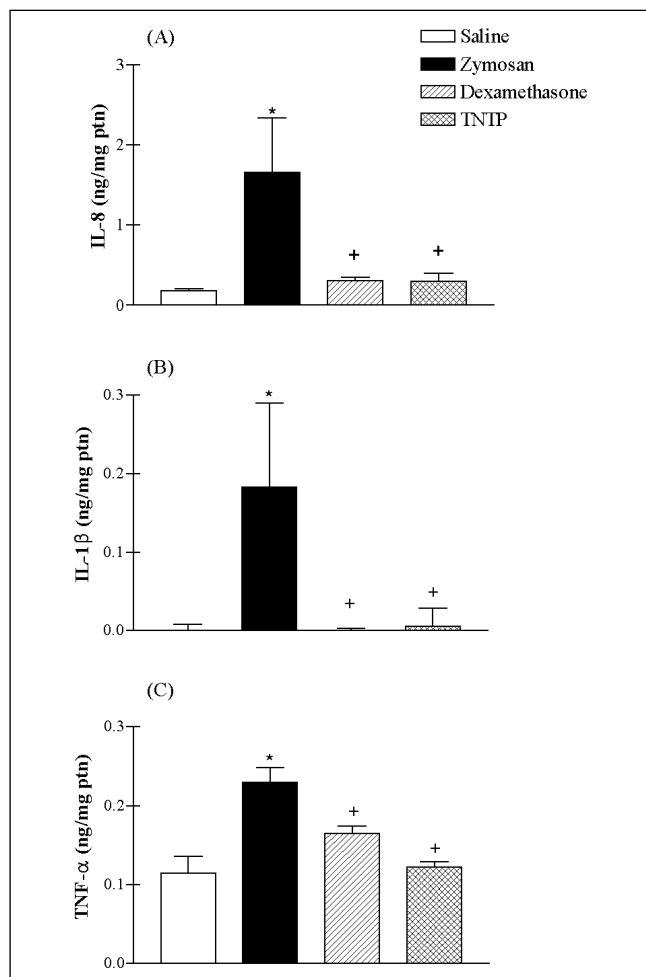 (A)
Saline
Zymosan
Dexamethasone
TNTP
IL-8 (ng/mg ptn)
3
2
1
0
*
+
+
(B)
IL-1β (ng/mg ptn)
0.3
0.2
0.1
0.0
*
+
+
(C)
TNF-α (ng/mg ptn)
0.3
0.2
0.1
0.0
*
+
+